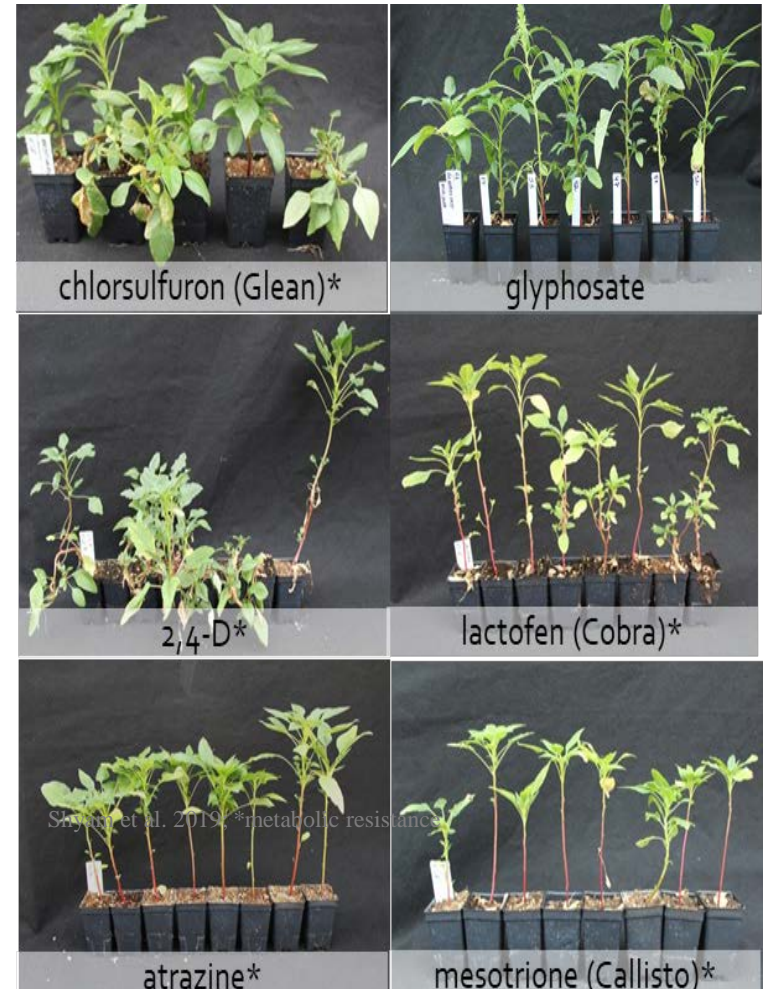 chlorsulfuron (Glean)*
glyphosate
2,4-D*
lactofen (Cobra)*
Shyam et al. 2019; *metabolic resistance
atrazine*
mesotrione (Callisto)*